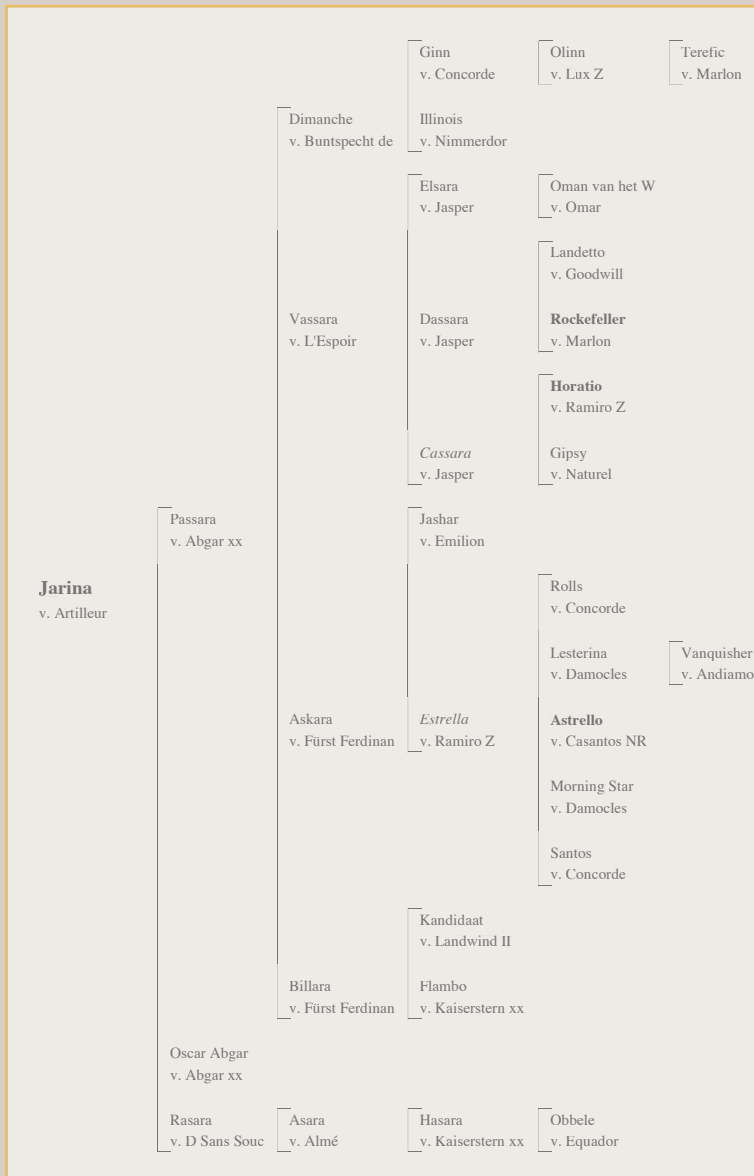 Ginn
v. Concorde
Olinn
v. Lux Z
Terefic
v. Marlon
Dimanche
v. Buntspecht de
Illinois
v. Nimmerdor
Elsara
v. Jasper
Oman van het W
v. Omar
Landetto
v. Goodwill
Vassara
v. L'Espoir
Dassara
v. Jasper
Rockefeller
v. Marlon
Horatio
v. Ramiro Z
Cassara
v. Jasper
Gipsy
v. Naturel
Passara
v. Abgar xx
Jashar
v. Emilion
Jarina
v. Artilleur
Rolls
v. Concorde
Lesterina
v. Damocles
Vanquisher
v. Andiamo
Askara
v. Fürst Ferdinan
Estrella
v. Ramiro Z
Astrello
v. Casantos NR
Morning Star
v. Damocles
Santos
v. Concorde
Kandidaat
v. Landwind II
Billara
v. Fürst Ferdinan
Flambo
v. Kaiserstern xx
Oscar Abgar
v. Abgar xx
Rasara
v. D Sans Souc
Asara
v. Almé
Hasara
v. Kaiserstern xx
Obbele
v. Equador